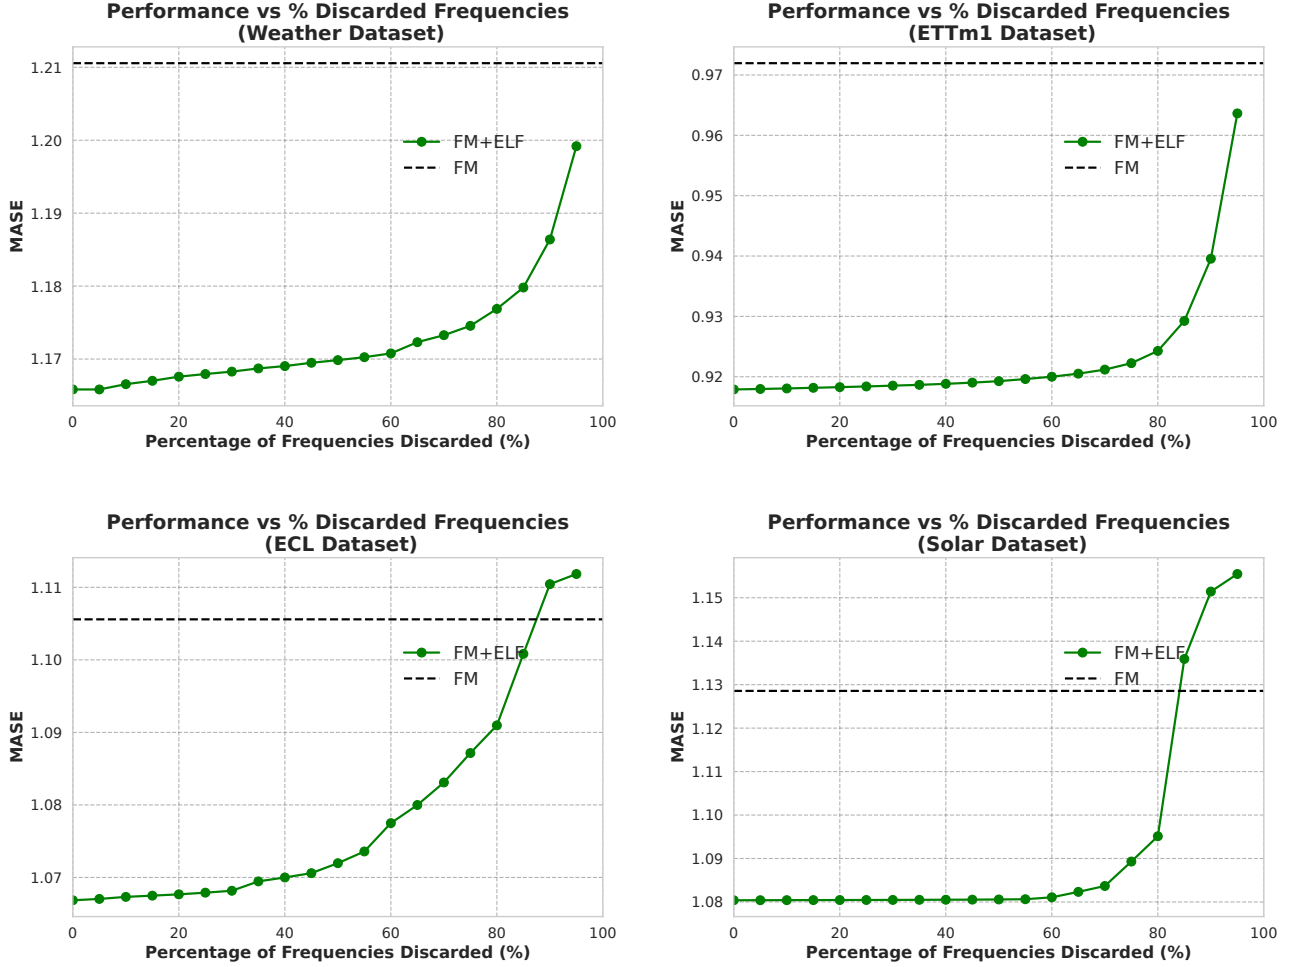 Performance vs % Discarded Frequencies
(Weather Dataset)
1.21
1.20
1.19
1.18
1.17
MASE
FM+ELF
FM
0 20 40 60 80 100
Percentage of Frequencies Discarded (%)
Performance vs % Discarded Frequencies
(ETTm1 Dataset)
0.97
0.96
0.95
0.94
0.93
0.92
MASE
FM+ELF
FM
0 20 40 60 80 100
Percentage of Frequencies Discarded (%)
Performance vs % Discarded Frequencies
(ECL Dataset)
1.11
1.10
1.09
1.08
1.07
MASE
FM+ELF
FM
0 20 40 60 80 100
Percentage of Frequencies Discarded (%)
Performance vs % Discarded Frequencies
(Solar Dataset)
1.15
1.14
1.13
1.12
1.11
1.10
1.09
1.08
MASE
FM+ELF
FM
0 20 40 60 80 100
Percentage of Frequencies Discarded (%)